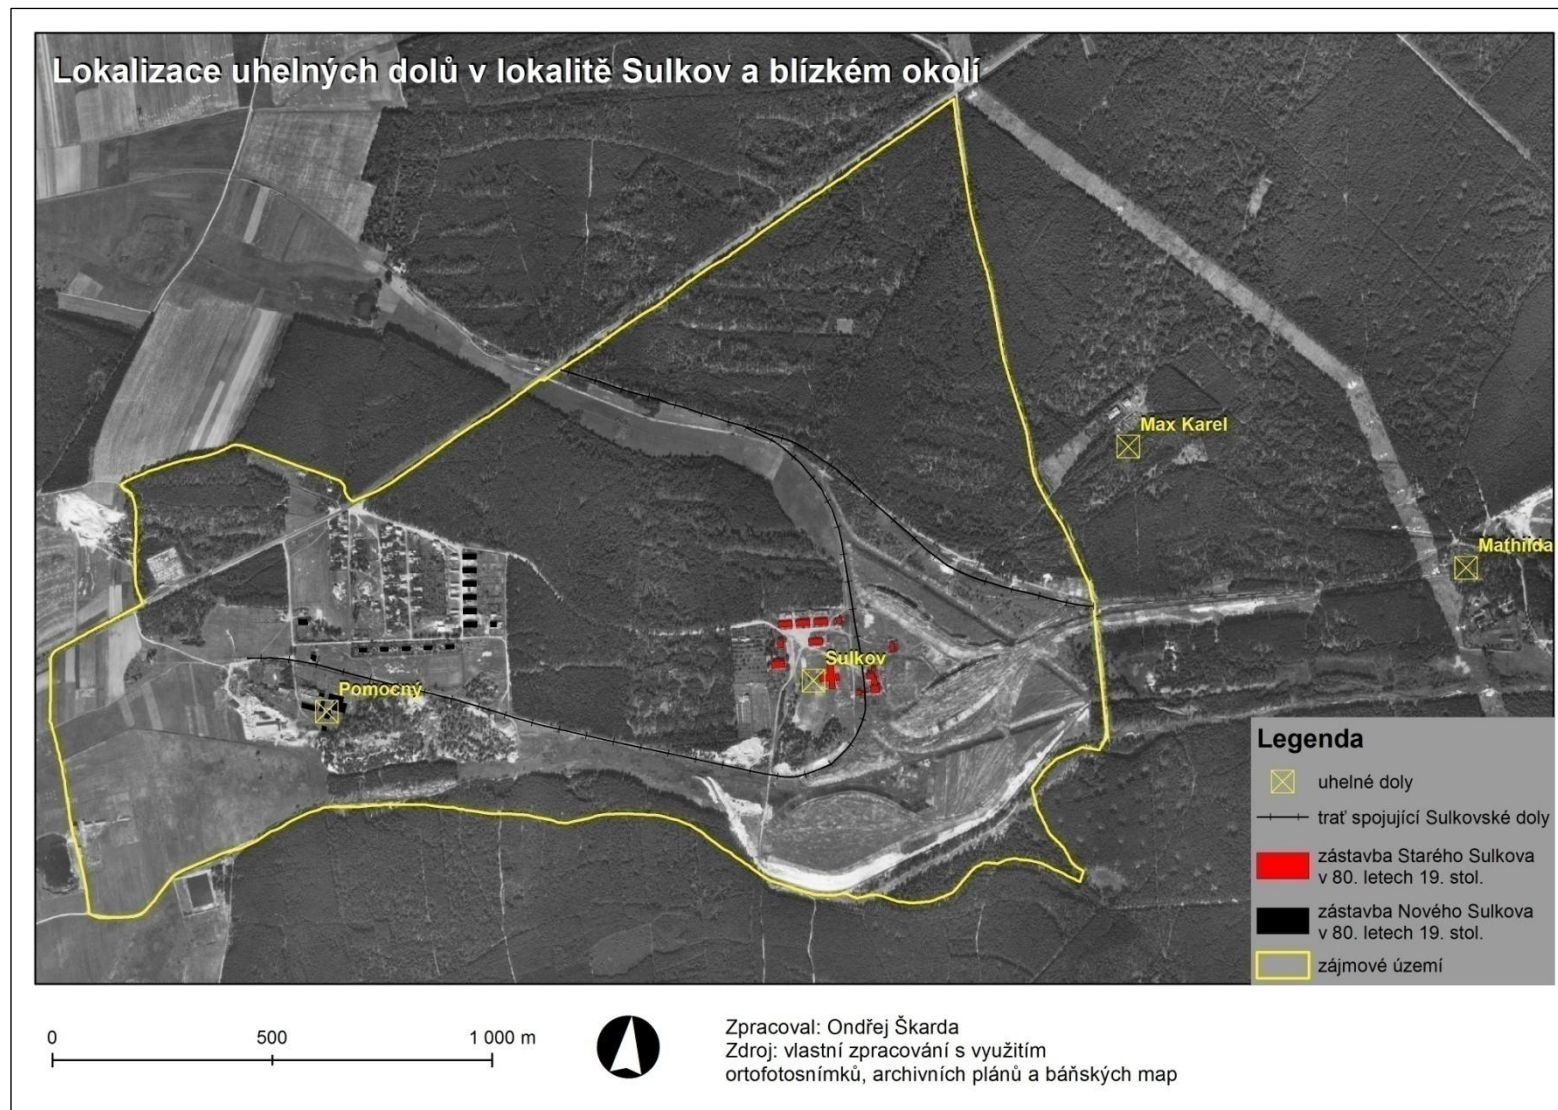 Lokalizace uhelných dolů v lokalitě Sulkov a blízkém okolí
Max Karel
Mathilda
Sulkov
Pomocný
Legenda
uhelné doly
trať spojující Sulkovské doly
zástavba Starého Sulkova
v 80. letech 19. stol.
zástavba Nového Sulkova
v 80. letech 19. stol.
zájmové území
0 500 1 000 m
Zpracoval: Ondřej Škarda
Zdroj: vlastní zpracování s využitím
ortofotosnímků, archivních plánů a báňských map